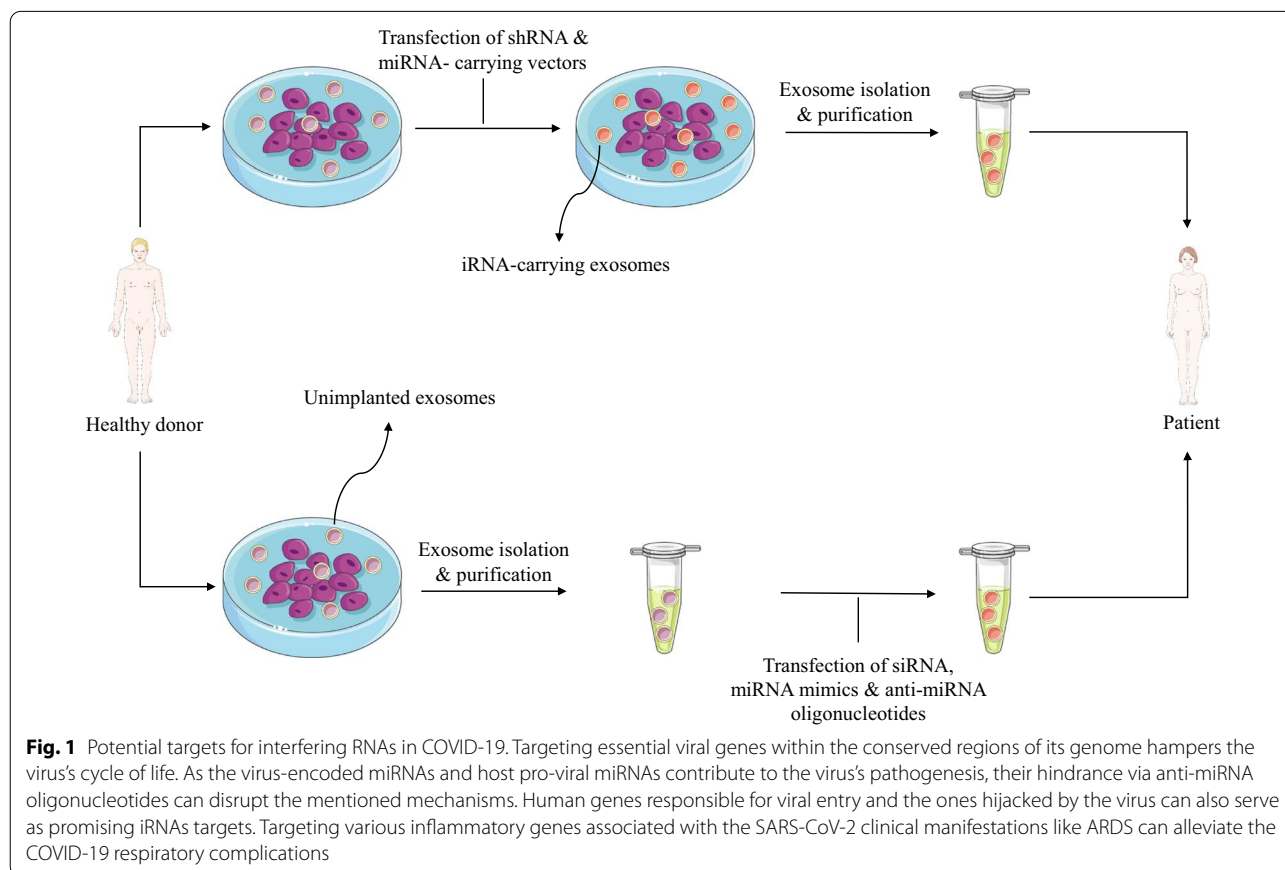 Transfection of shRNA &
miRNA- carrying vectors
Exosome isolation
& purification
iRNA-carrying exosomes
Healthy donor
Patient
Unimplanted exosomes
Exosome isolation
& purification
Transfection of siRNA,
miRNA mimics & anti-miRNA
oligonucleotides
Fig. 1 Potential targets for interfering RNAs in COVID-19. Targeting essential viral genes within the conserved regions of its genome hampers the
virus's cycle of life. As the virus-encoded miRNAs and host pro-viral miRNAs contribute to the virus's pathogenesis, their hindrance via anti-miRNA
oligonucleotides can disrupt the mentioned mechanisms. Human genes responsible for viral entry and the ones hijacked by the virus can also serve
as promising iRNAs targets. Targeting various inflammatory genes associated with the SARS-CoV-2 clinical manifestations like ARDS can alleviate the
COVID-19 respiratory complications